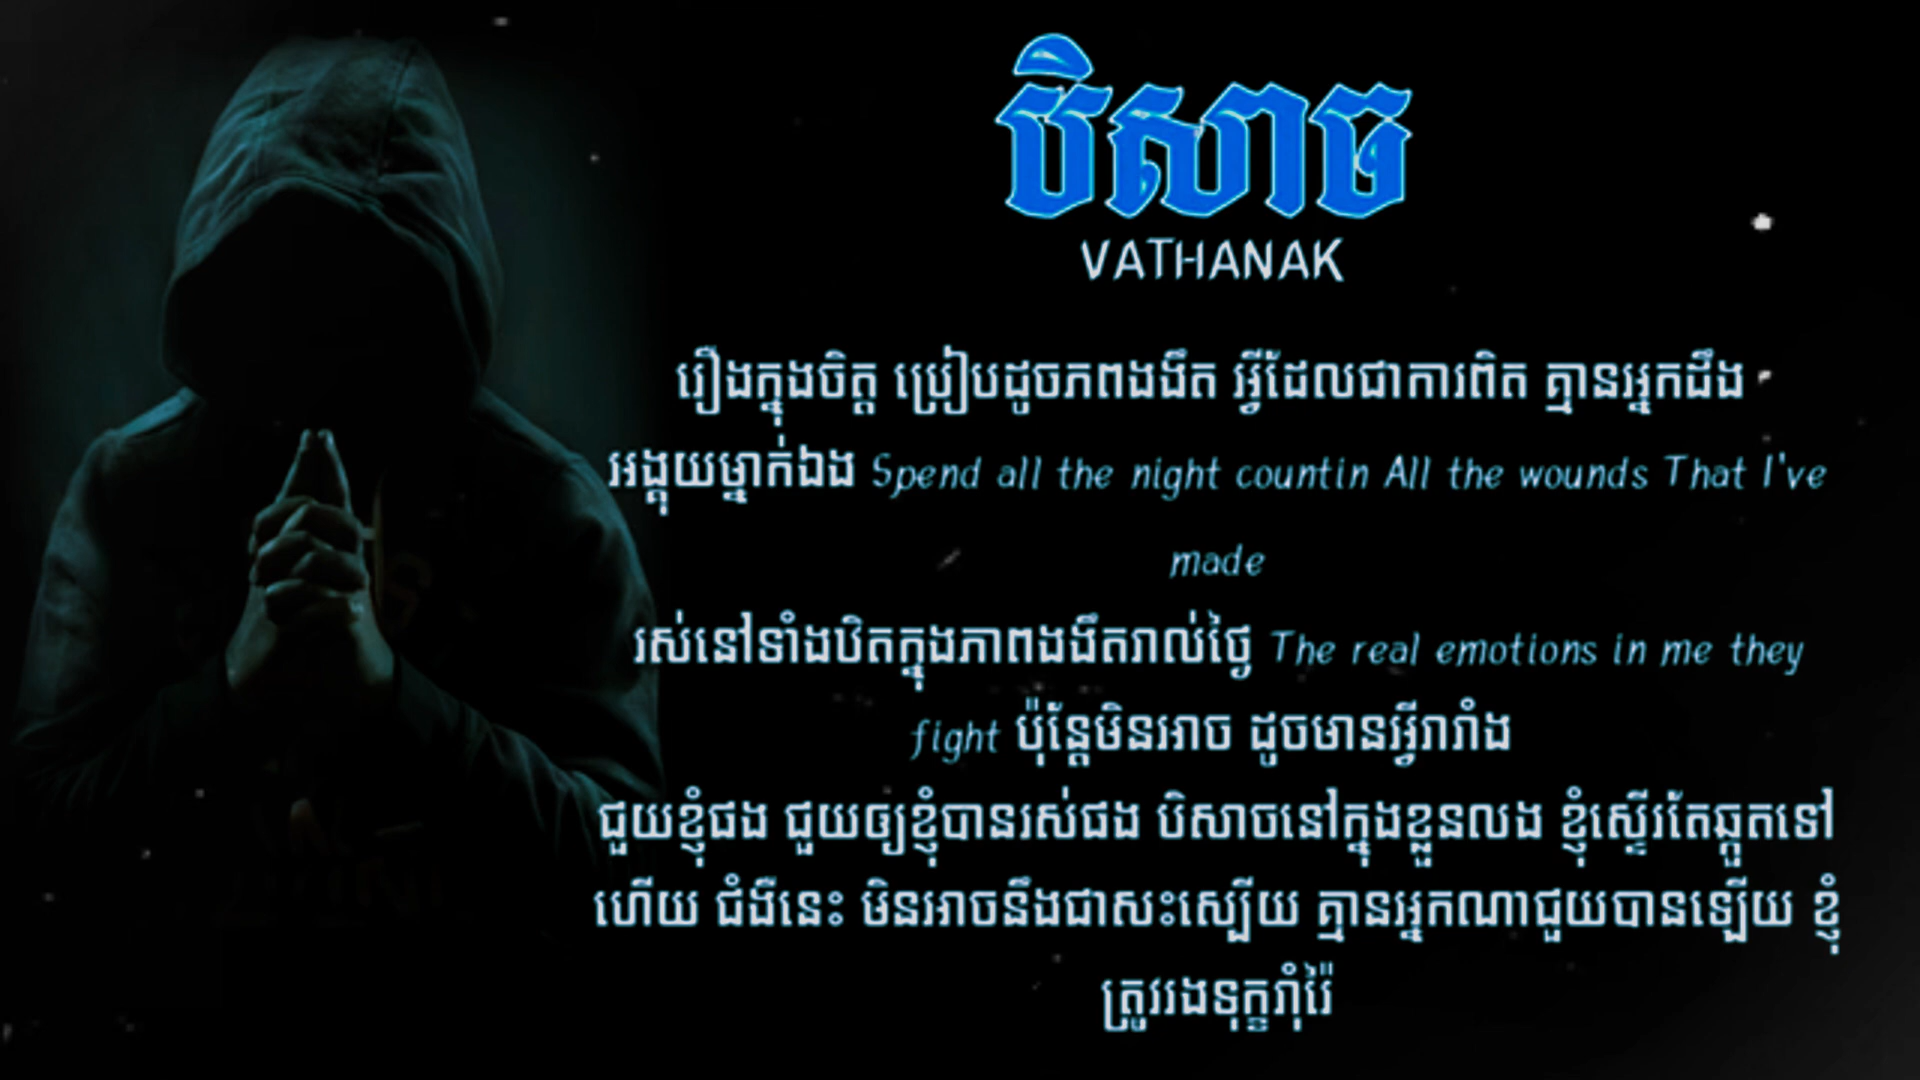 បិសាច
VATHANAK
រឿងក្នុងចិត្ត ប្រៀបដូចភពងងឹត អ្វីដែលជាការពិត គ្មានអ្នកដឹង
អង្គុយម្នាក់ឯង Spend all the night countin All the wounds That I've
made
រស់នៅទាំងឋិតក្នុងភាពងងឹតរាល់ថ្ងៃ The real emotions in me they
fight ប៉ុន្តែមិនអាច ដូចមានអ្វីរារាំង
ជួយខ្ញុំផង ជួយឲ្យខ្ញុំបានរស់ផង បិសាចនៅក្នុងខ្លួនលង ខ្ញុំស្ទើរតែឆ្កួតទៅ
ហើយ ជំងឺនេះ មិនអាចនឹងជាសះស្បើយ គ្មានអ្នកណាជួយបានឡើយ ខ្ញុំ
ត្រូវរងទុក្ខរ៉ាំរ៉ៃ